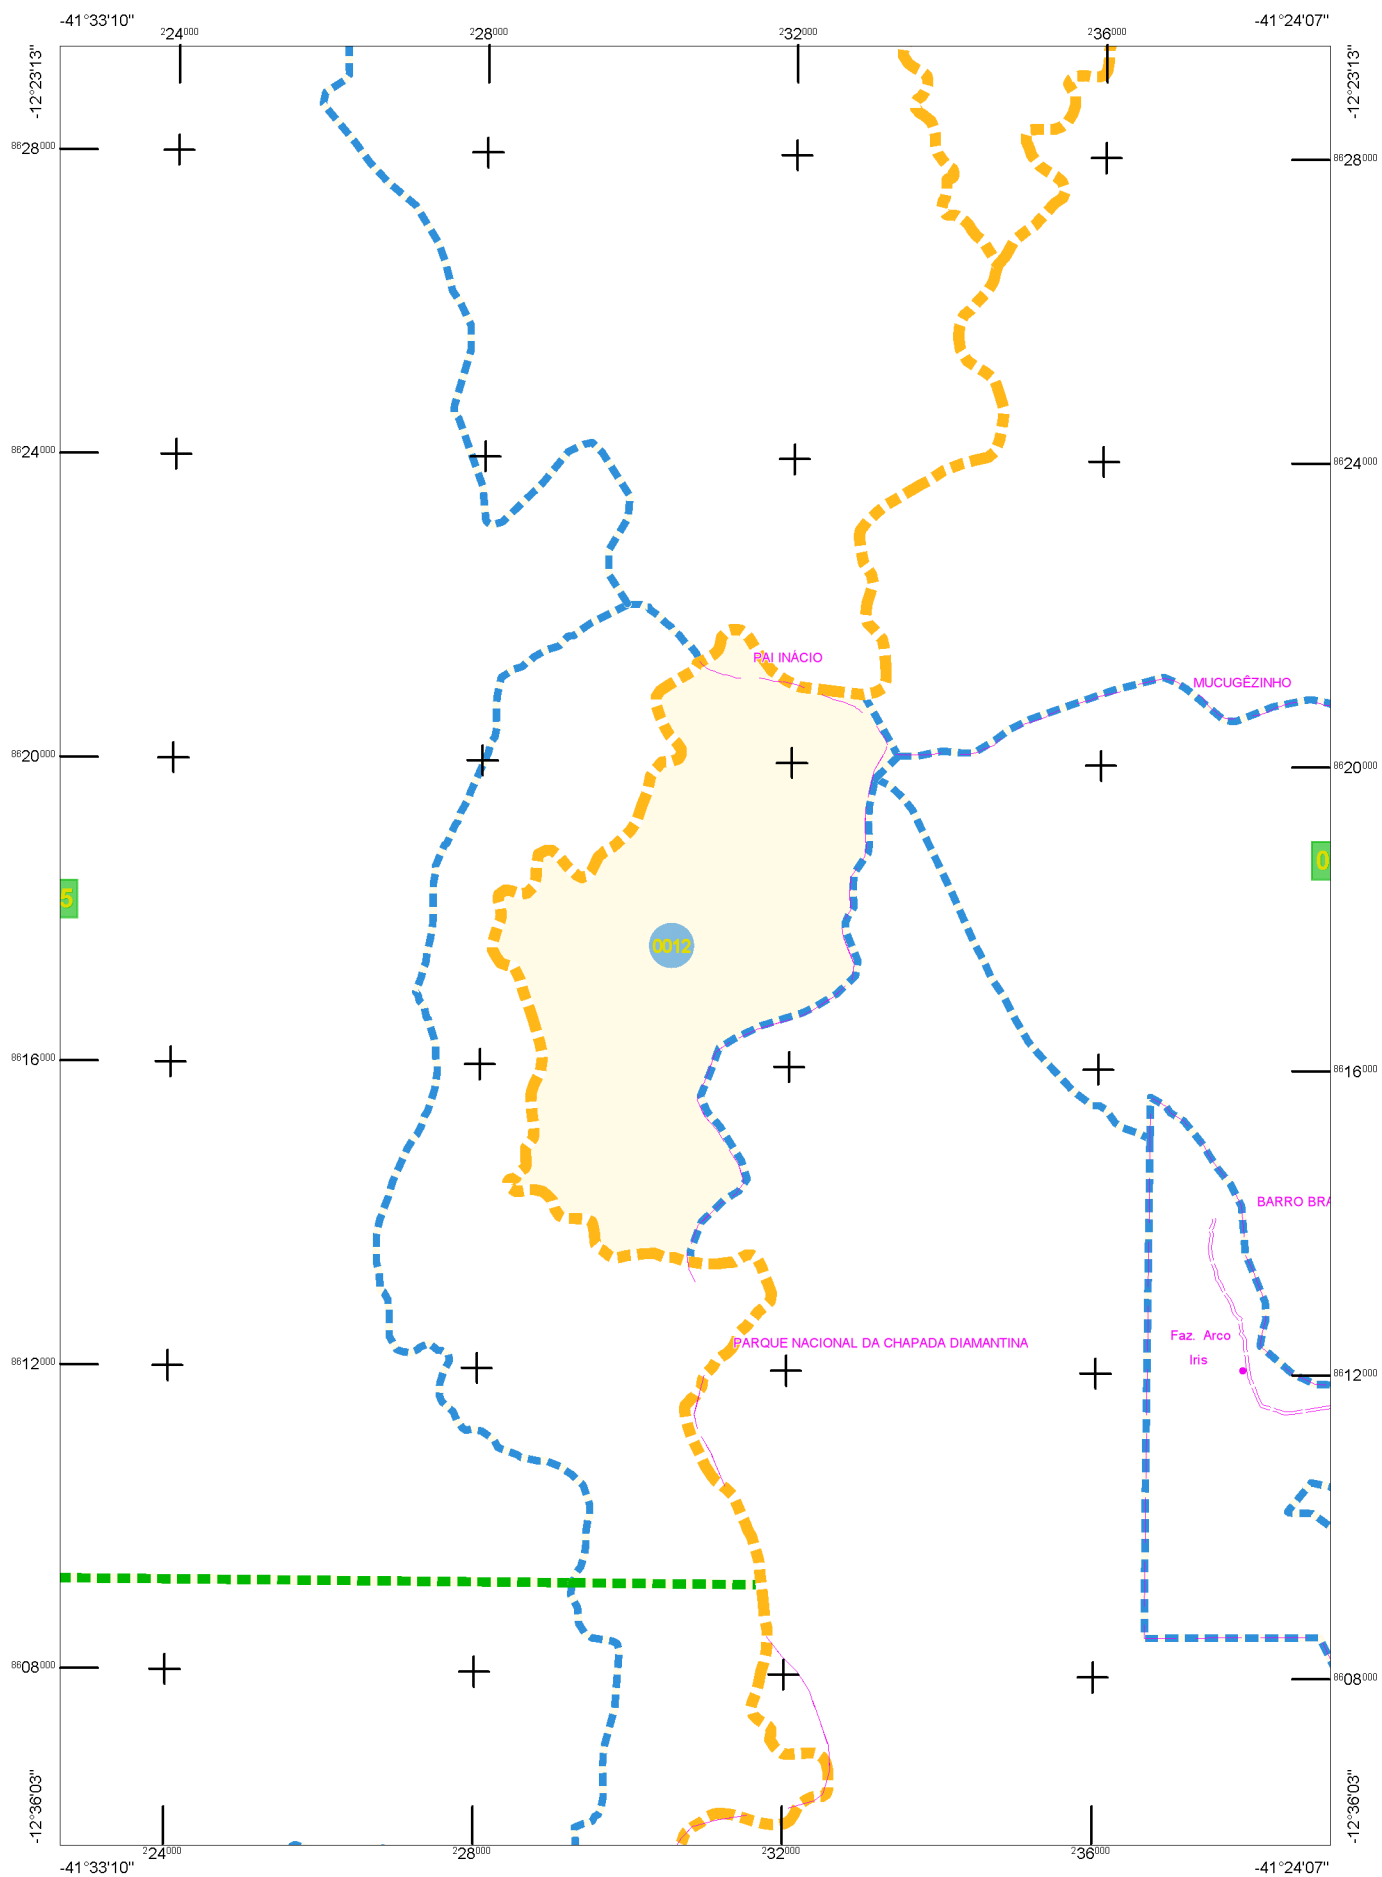 -41°33'10" -41°24'07"
224000 228000 232000 236000
-12°23'13" -12°23'13"
8628000 8628000
8624000 8624000
PAI INÁCIO
MUCUGÊZINHO
8620000 8620000
0
5
0012
8616000 8616000
BARRO BRA
Faz. Arco
Iris
PARQUE NACIONAL DA CHAPADA DIAMANTINA
8612000 8612000
8608000 8608000
-12°36'03" -12°36'03"
224000 228000 232000 236000
-41°33'10" -41°24'07"